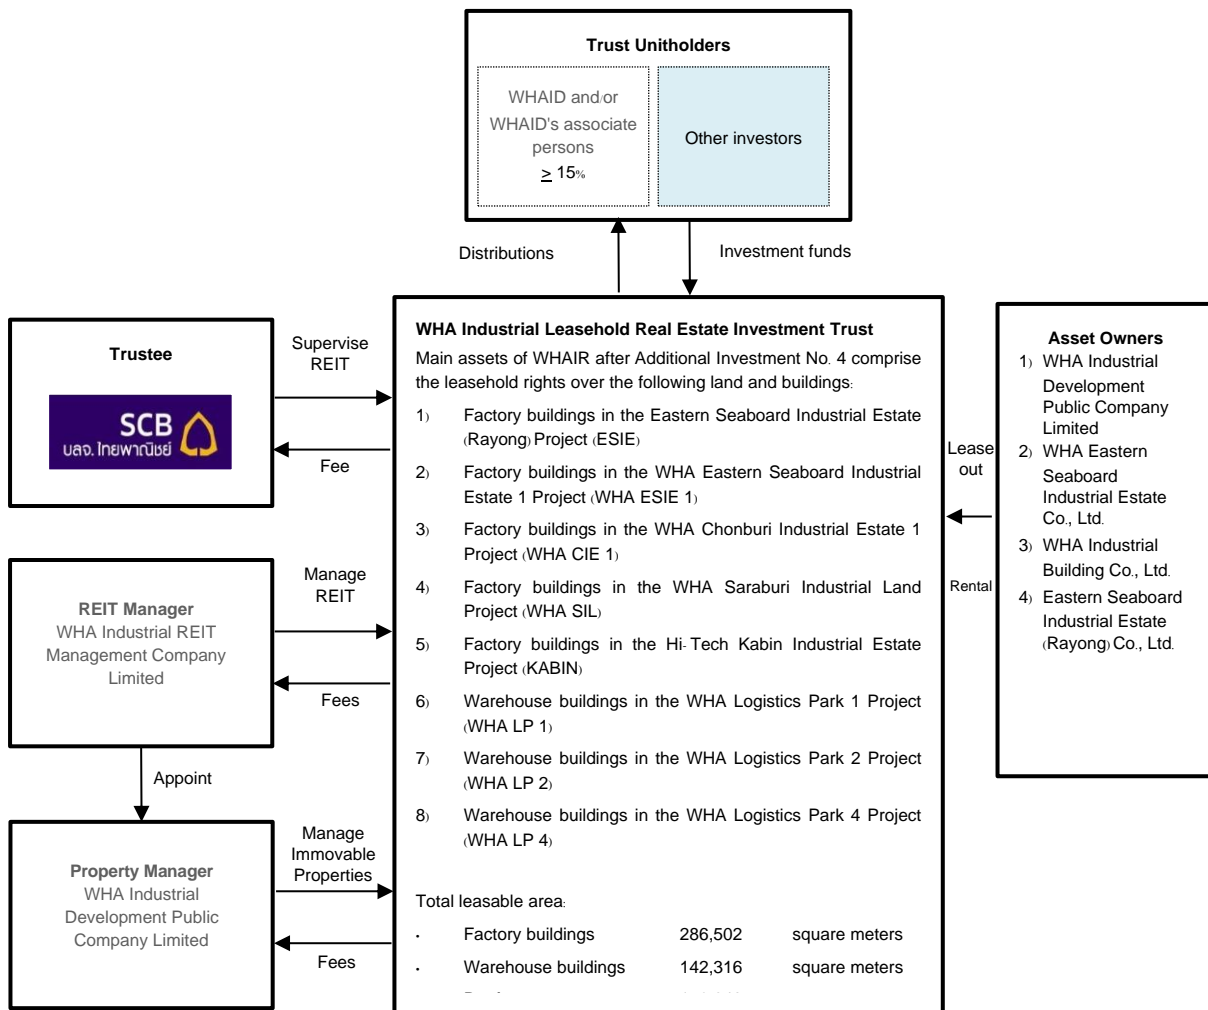 Trust Unitholders
WHAID and/or
WHAID's associate
persons
≥ 15%
Other investors
Distributions
Investment funds
Trustee
SCB
บลจ. ไทยพาณิชย์
Supervise
REIT
Fee
REIT Manager
WHA Industrial REIT
Management Company
Limited
Manage
REIT
Fees
Appoint
Property Manager
WHA Industrial
Development Public
Company Limited
Manage
Immovable
Properties
Fees
WHA Industrial Leasehold Real Estate Investment Trust
Main assets of WHAIR after Additional Investment No. 4 comprise
the leasehold rights over the following land and buildings:
1) Factory buildings in the Eastern Seaboard Industrial Estate
(Rayong) Project (ESIE)
2) Factory buildings in the WHA Eastern Seaboard Industrial
Estate 1 Project (WHA ESIE 1)
3) Factory buildings in the WHA Chonburi Industrial Estate 1
Project (WHA CIE 1)
4) Factory buildings in the WHA Saraburi Industrial Land
Project (WHA SIL)
5) Factory buildings in the Hi-Tech Kabin Industrial Estate
Project (KABIN)
6) Warehouse buildings in the WHA Logistics Park 1 Project
(WHA LP 1)
7) Warehouse buildings in the WHA Logistics Park 2 Project
(WHA LP 2)
8) Warehouse buildings in the WHA Logistics Park 4 Project
(WHA LP 4)
Total leasable area:
· Factory buildings 286,502 square meters
· Warehouse buildings 142,316 square meters
Lease
out
Rental
Asset Owners
1) WHA Industrial
Development
Public Company
Limited
2) WHA Eastern
Seaboard
Industrial Estate
Co., Ltd.
3) WHA Industrial
Building Co., Ltd.
4) Eastern Seaboard
Industrial Estate
(Rayong) Co., Ltd.